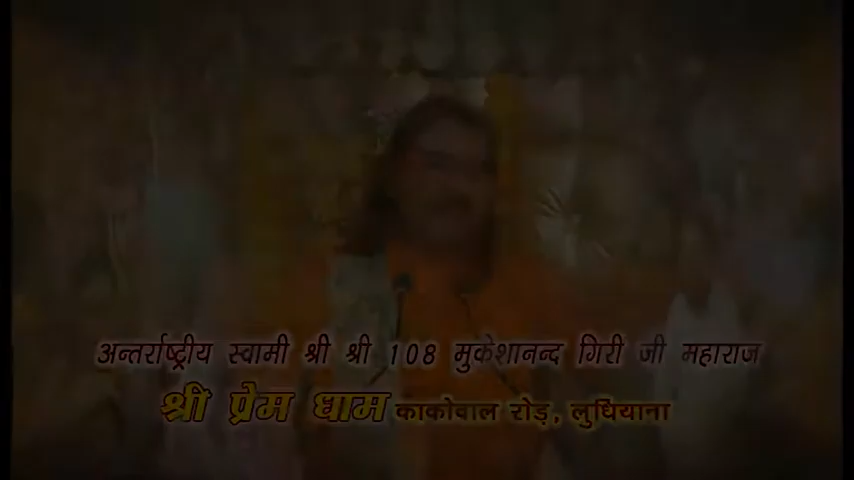 अन्तर्राष्ट्रीय स्वामी श्री श्री 108 मुकेशानन्द गिरी जी महाराज
श्री प्रेम धाम काकोवाल रोड़, लुधियाना